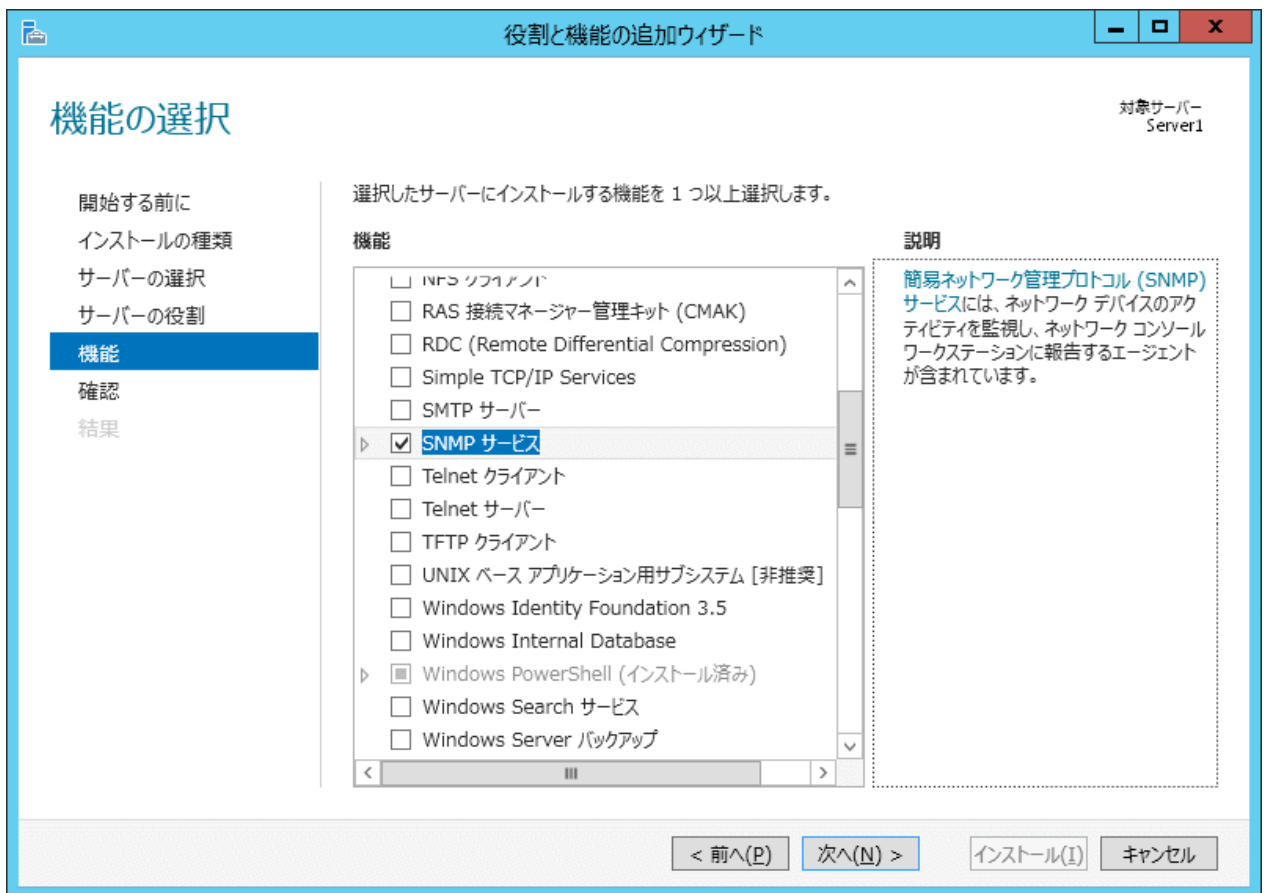 役割と機能の追加ウィザード
機能の選択
対象サーバー
Server1
開始する前に
インストールの種類
サーバーの選択
サーバーの役割
機能
確認
結果
選択したサーバーにインストールする機能を 1 つ以上選択します。
機能
NFS クライアント
RAS 接続マネージャー管理キット (CMAK)
RDC (Remote Differential Compression)
Simple TCP/IP Services
SMTP サーバー
SNMP サービス
Telnet クライアント
Telnet サーバー
TFTP クライアント
UNIX ベース アプリケーション用サブシステム [非推奨]
Windows Identity Foundation 3.5
Windows Internal Database
Windows PowerShell (インストール済み)
Windows Search サービス
Windows Server バックアップ
説明
簡易ネットワーク管理プロトコル (SNMP)
サービスには、ネットワーク デバイスのアク
ティビティを監視し、ネットワーク コンソール
ワークステーションに報告するエージェント
が含まれています。
< 前へ(P)
次へ(N) >
インストール(I)
キャンセル